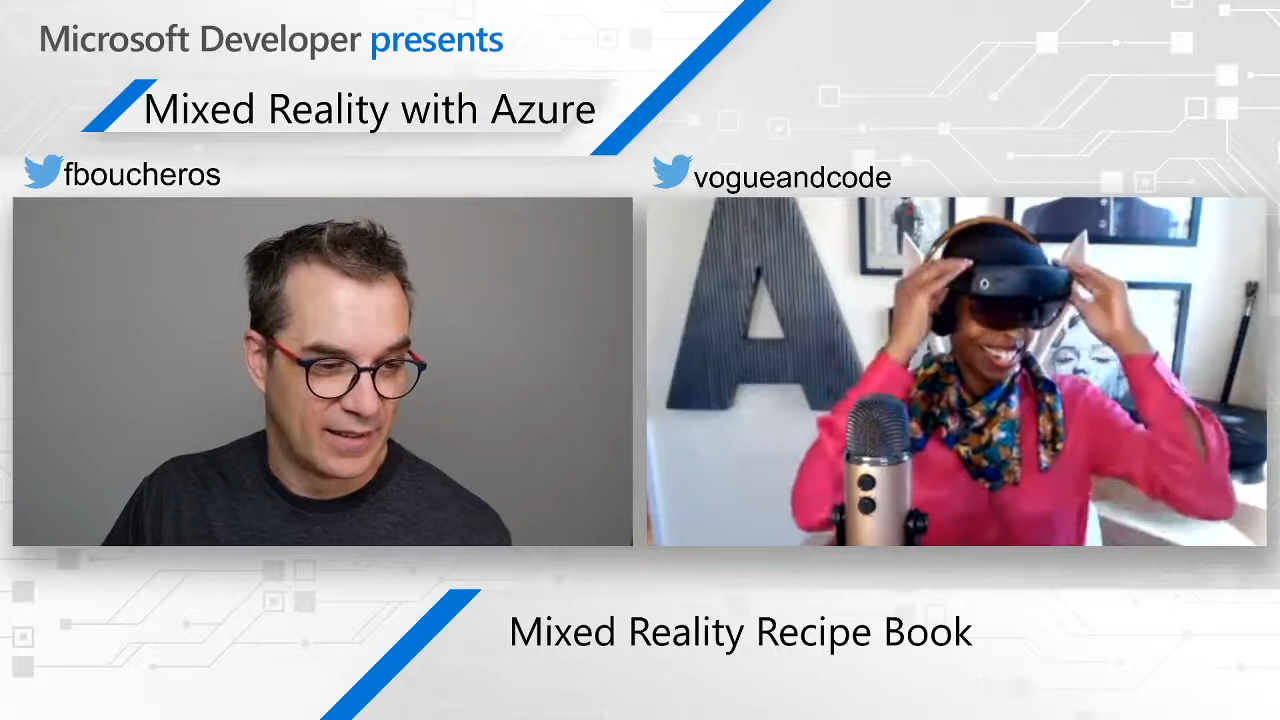 Microsoft Developer presents
Mixed Reality with Azure
fboucheros
vogueandcode
A
Mixed Reality Recipe Book